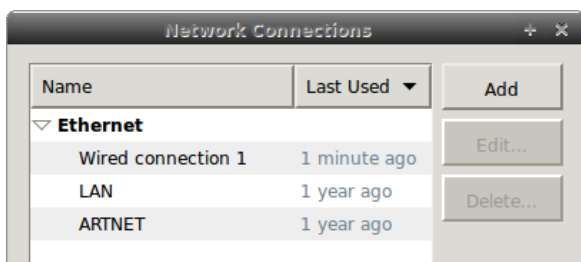 Network Connections
Name Last Used Add
Ethernet
Wired connection 1 1 minute ago Edit...
LAN 1 year ago
Delete...
ARTNET 1 year ago